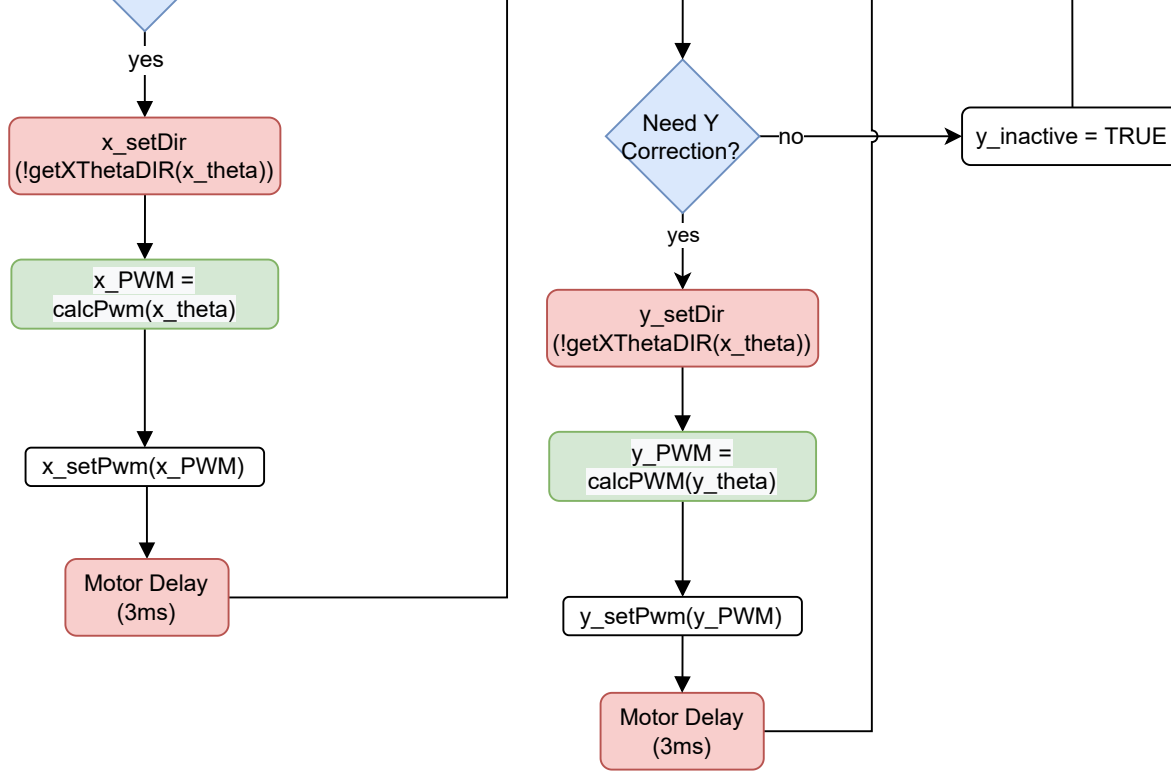 yes
x_setDir
(!getXThetaDIR(x_theta))
x_PWM =
calcPwm(x_theta)
x_setPwm(x_PWM)
Motor Delay
(3ms)
Need Y
Correction?
no
y_inactive = TRUE
yes
y_setDir
(!getXThetaDIR(x_theta))
y_PWM =
calcPWM(y_theta)
y_setPwm(y_PWM)
Motor Delay
(3ms)